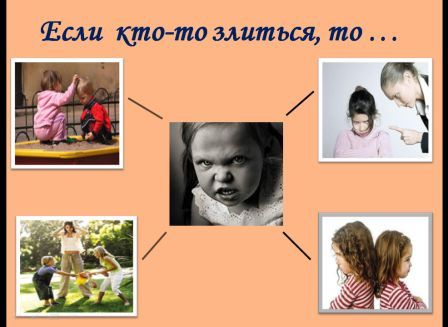 Если кто-то злиться, то ...